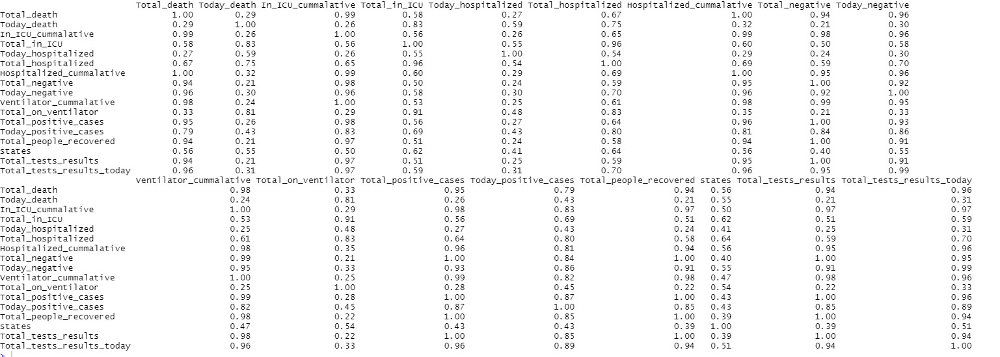 Total_death Today_death In_ICU_cummalative Total_in_ICU Today_hospitalized Total_hospitalized Hospitalized_cummalative Total_negative Today_negative
Total_death 1.00 0.29 0.99 0.58 0.27 0.67 1.00 0.94 0.96
Today_death 0.29 1.00 0.26 0.83 0.59 0.75 0.32 0.21 0.30
In_ICU_cummalative 0.99 0.26 1.00 0.56 0.26 0.65 0.99 0.98 0.96
Total_in_ICU 0.58 0.83 0.56 1.00 0.55 0.96 0.60 0.50 0.58
Today_hospitalized 0.27 0.59 0.26 0.55 1.00 0.54 0.29 0.24 0.30
Total_hospitalized 0.67 0.75 0.65 0.96 0.54 1.00 0.69 0.59 0.70
Hospitalized_cummalative 1.00 0.32 0.99 0.60 0.29 0.69 1.00 0.95 0.96
Total_negative 0.94 0.21 0.98 0.50 0.24 0.59 0.95 1.00 0.92
Today_negative 0.96 0.30 0.96 0.58 0.30 0.70 0.96 0.92 1.00
Ventilator_cummalative 0.98 0.24 1.00 0.53 0.25 0.61 0.98 0.99 0.95
Total_on_ventilator 0.33 0.81 0.29 0.91 0.48 0.83 0.35 0.21 0.33
Total_positive_cases 0.95 0.26 0.98 0.56 0.27 0.64 0.96 1.00 0.93
Today_positive_cases 0.79 0.43 0.83 0.69 0.43 0.80 0.81 0.84 0.86
Total_people_recovered 0.94 0.21 0.97 0.51 0.24 0.58 0.94 1.00 0.91
states 0.56 0.55 0.50 0.62 0.41 0.64 0.56 0.40 0.55
Total_tests_results 0.94 0.21 0.97 0.51 0.25 0.59 0.95 1.00 0.91
Total_tests_results_today 0.96 0.31 0.97 0.59 0.31 0.70 0.96 0.95 0.99
Ventilator_cummalative Total_on_ventilator Total_positive_cases Today_positive_cases Total_people_recovered states Total_tests_results Total_tests_results_today
Total_death 0.98 0.33 0.95 0.79 0.94 0.56 0.94 0.96
Today_death 0.24 0.81 0.26 0.43 0.21 0.55 0.21 0.31
In_ICU_cummalative 1.00 0.29 0.98 0.83 0.97 0.50 0.97 0.97
Total_in_ICU 0.53 0.91 0.56 0.69 0.51 0.62 0.51 0.59
Today_hospitalized 0.25 0.48 0.27 0.43 0.24 0.41 0.25 0.31
Total_hospitalized 0.61 0.83 0.64 0.80 0.58 0.64 0.59 0.70
Hospitalized_cummalative 0.98 0.35 0.96 0.81 0.94 0.56 0.95 0.96
Total_negative 0.99 0.21 1.00 0.84 1.00 0.40 1.00 0.95
Today_negative 0.95 0.33 0.93 0.86 0.91 0.55 0.91 0.99
Ventilator_cummalative 1.00 0.25 0.99 0.82 0.98 0.47 0.98 0.96
Total_on_ventilator 0.25 1.00 0.28 0.45 0.22 0.54 0.22 0.33
Total_positive_cases 0.99 0.28 1.00 0.87 1.00 0.43 1.00 0.96
Today_positive_cases 0.82 0.45 0.87 1.00 0.85 0.43 0.85 0.89
Total_people_recovered 0.98 0.22 1.00 0.85 1.00 0.39 1.00 0.94
states 0.47 0.54 0.43 0.43 0.39 1.00 0.39 0.51
Total_tests_results 0.98 0.22 1.00 0.85 1.00 0.39 1.00 0.94
Total_tests_results_today 0.96 0.33 0.96 0.89 0.94 0.51 0.94 1.00
>